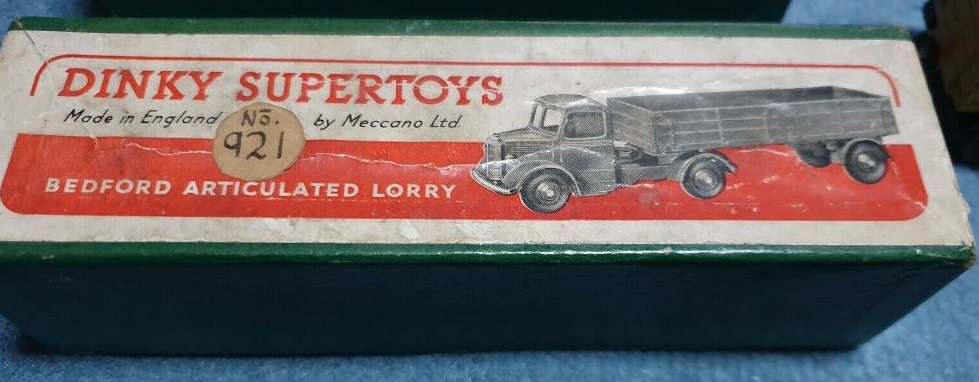 DINKY SUPERTOYS
Made in England by Meccano Ltd.
No.
921
BEDFORD ARTICULATED LORRY